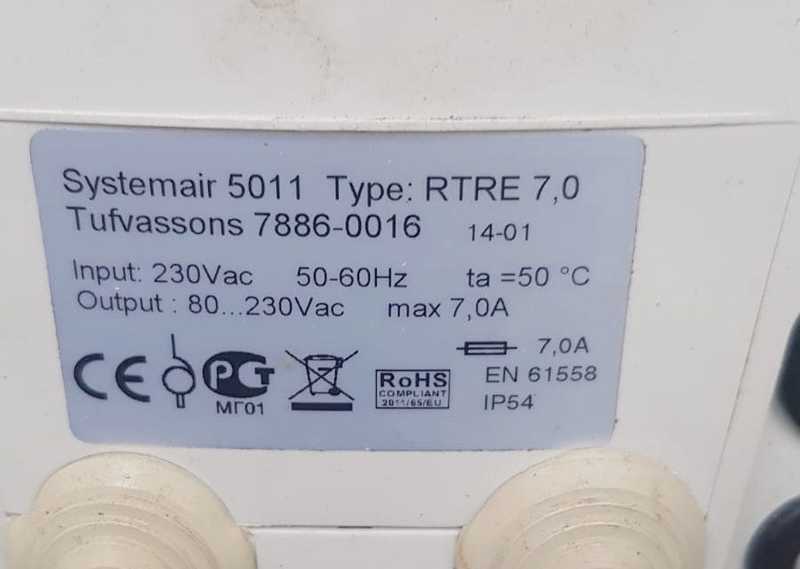 Systemair 5011 Type: RTRE 7,0
Tufvassons 7886-0016 14-01
Input: 230Vac 50-60Hz ta =50 °C
Output : 80...230Vac max 7,0A
7,0A
CE PCT RoHS EN 61558
COMPLIANT
МГ01 2011/65/EU IP54